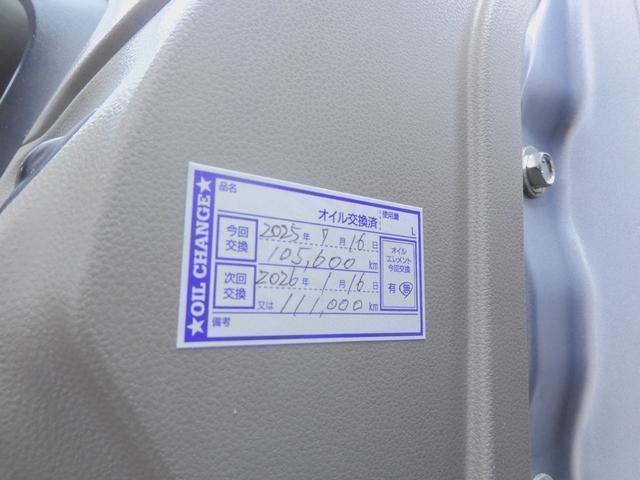 ★OIL CHANGE★
品名
オイル交換済
使用量
L
今回交換
2025年 7月 16日
105,600 km
次回交換
2026年 1月 16日
又は 111,000 km
オイル
エレメント
今回交換
有 無
備考